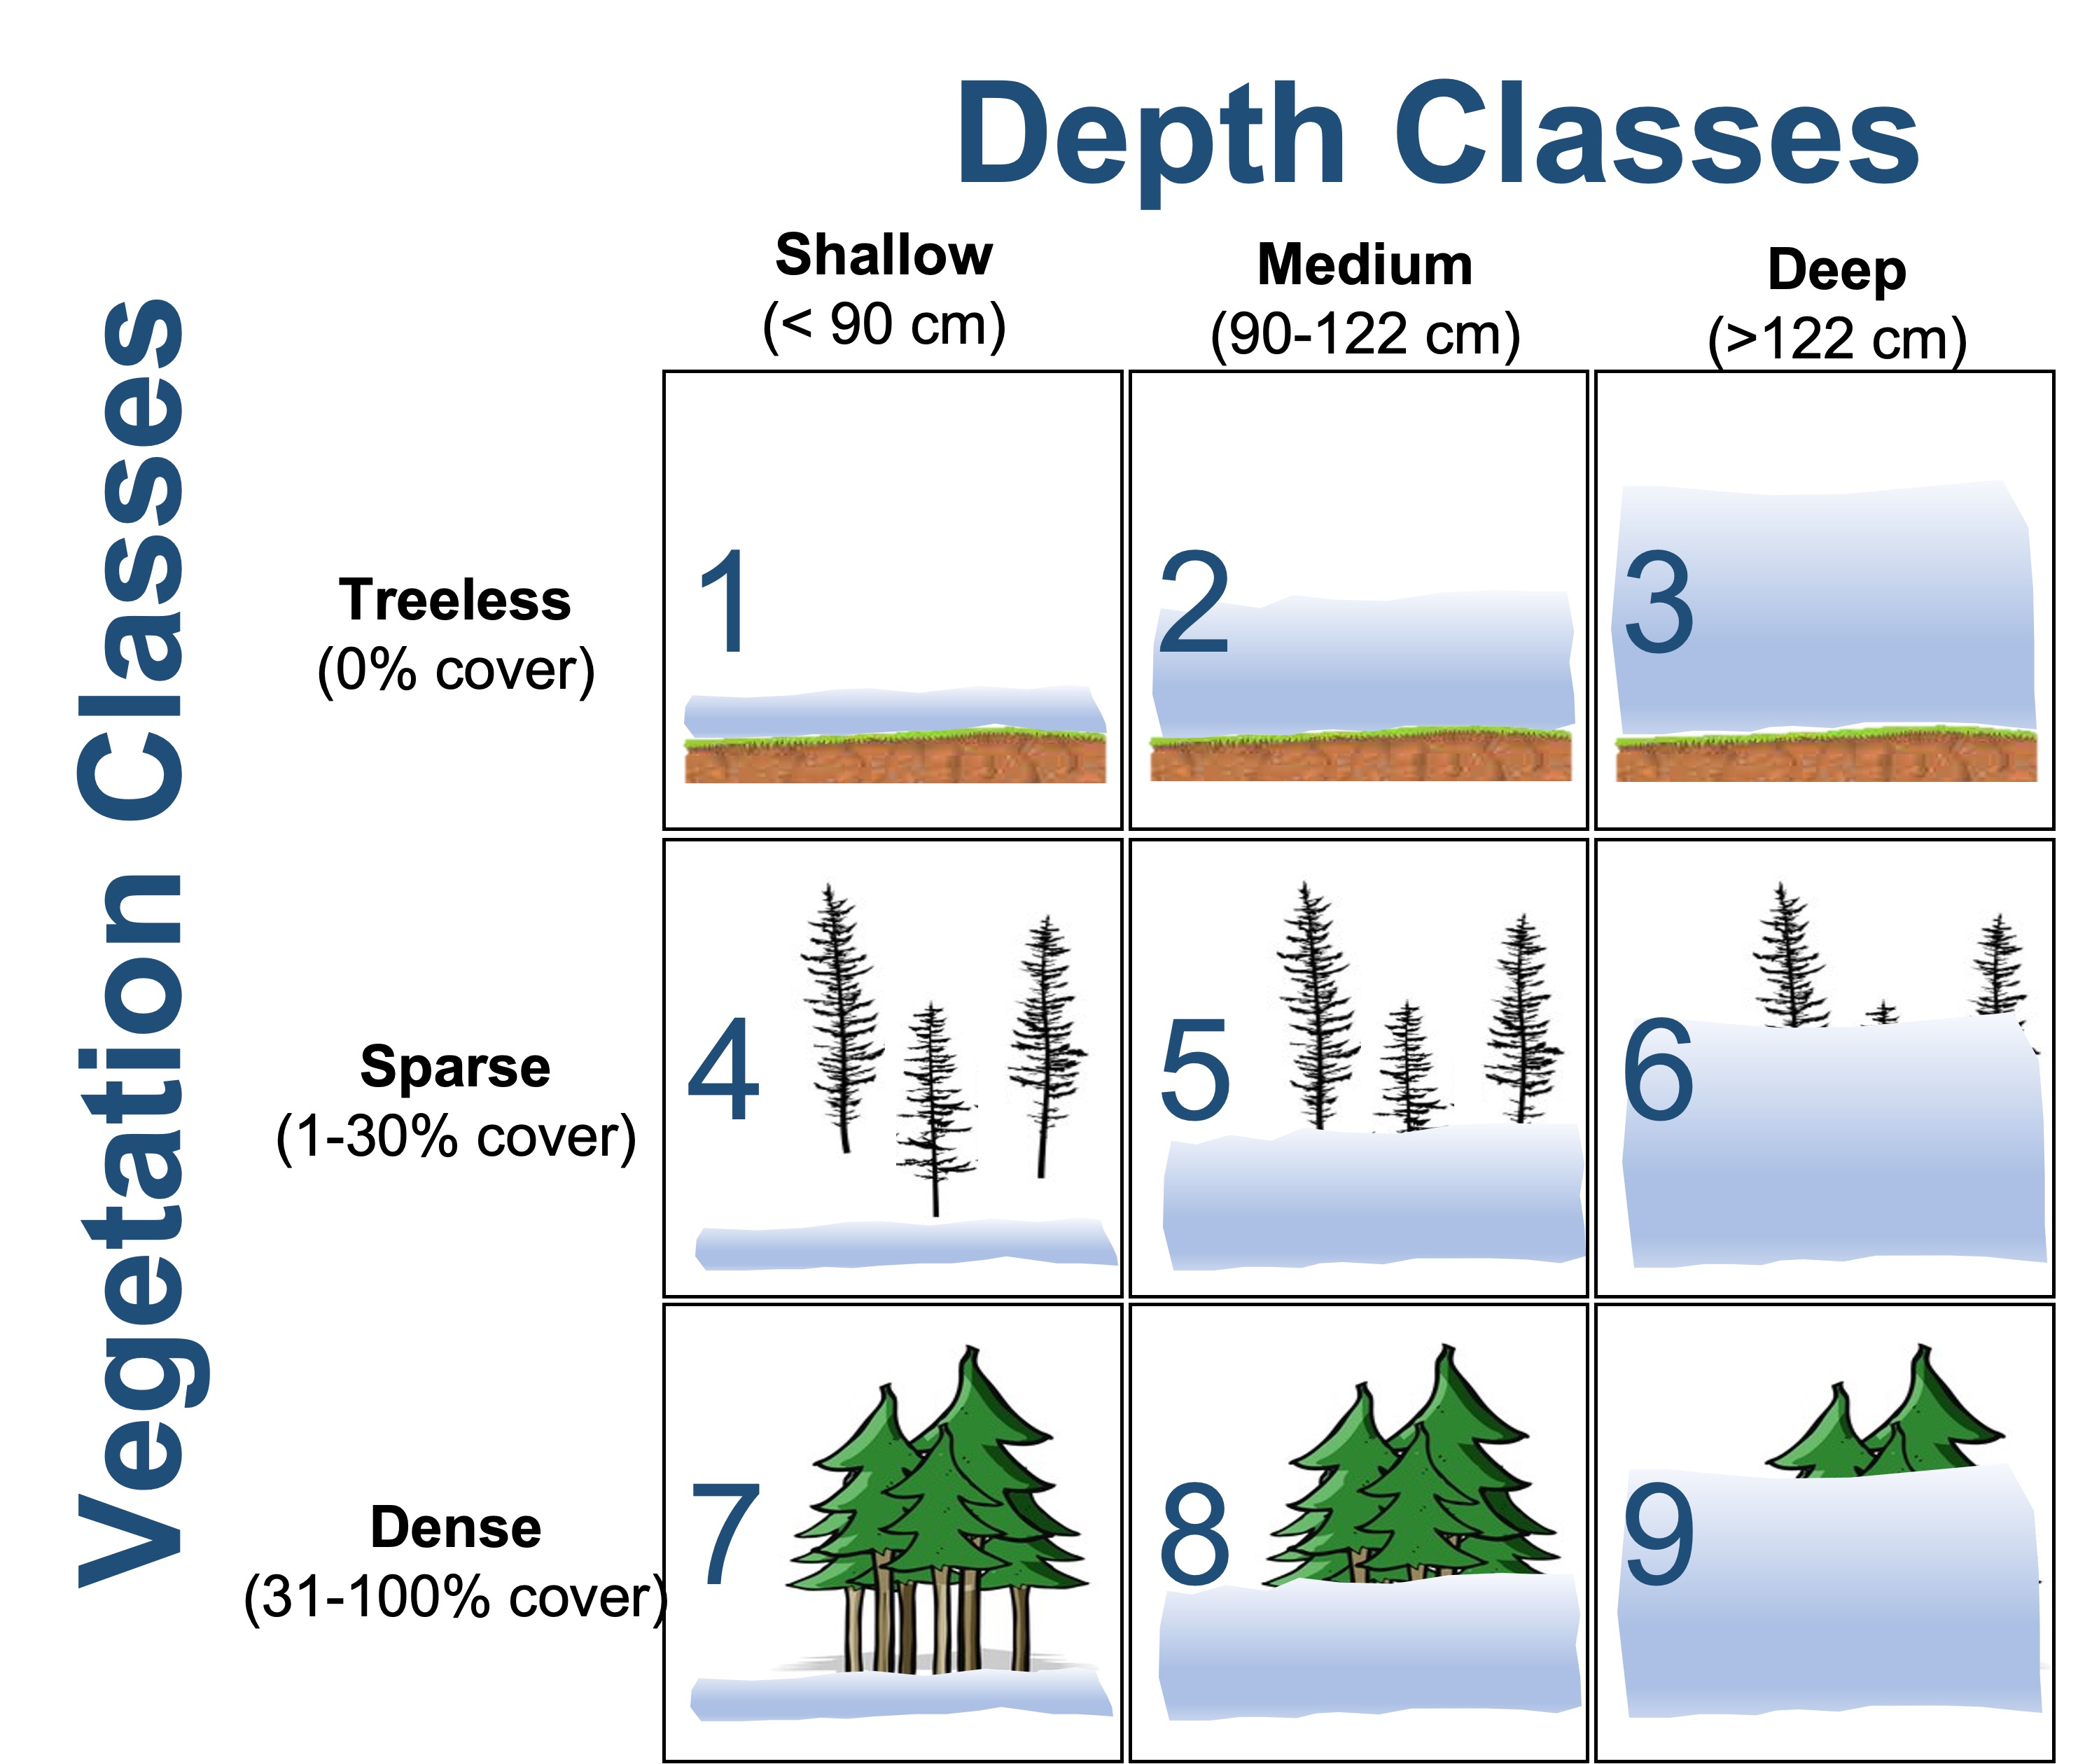 Depth Classes
Shallow
(< 90 cm)
Medium
(90-122 cm)
Deep
(>122 cm)
Vegetation Classes
Treeless
(0% cover)
1
2
3
Sparse
(1-30% cover)
4
5
6
Dense
(31-100% cover)
7
8
9